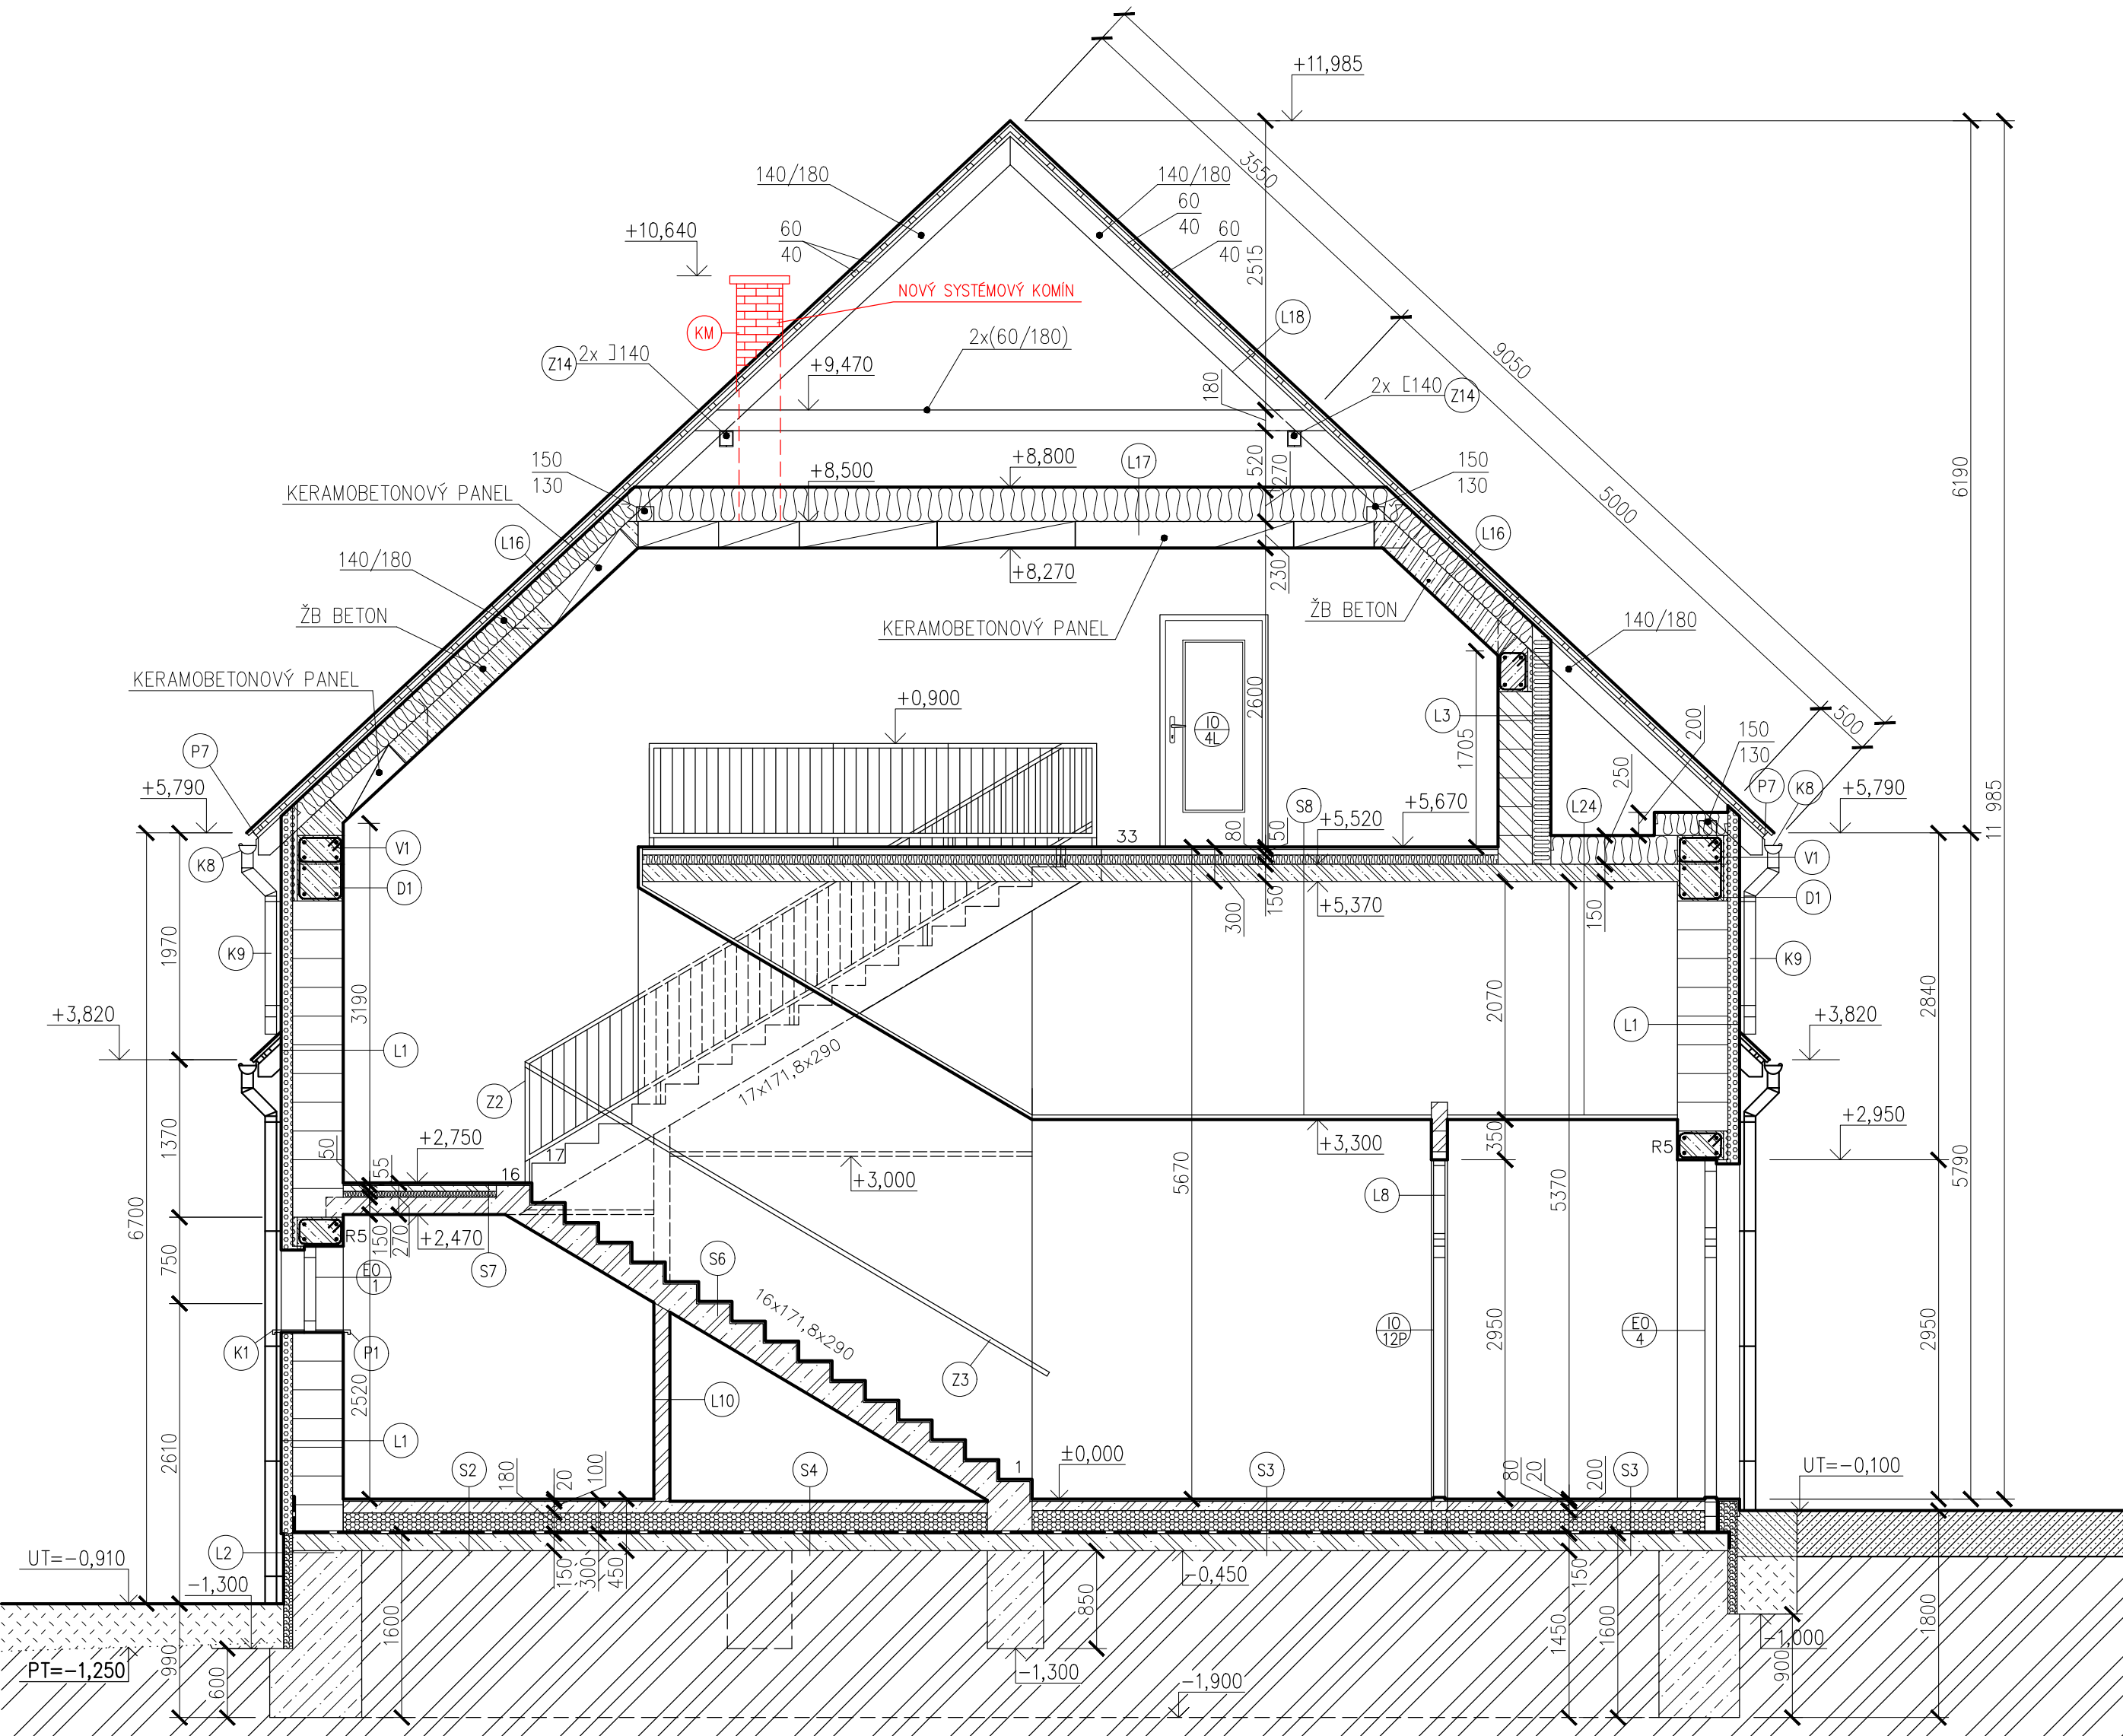 +11,985
3550
140/180
140/180
60
40
60
40
60
40
+10,640
2515
NOVÝ SYSTÉMOVÝ KOMÍN
KM
L18
2x(60/180)
9050
Z14
2x ]140
+9,470
180
2x [140
Z14
6190
150
130
+8,500
+8,800
L17
520
270
150
130
5000
KERAMOBETONOVÝ PANEL
L16
L16
140/180
+8,270
230
ŽB BETON
ŽB BETON
KERAMOBETONOVÝ PANEL
140/180
KERAMOBETONOVÝ PANEL
+0,900
2600
IO
4L
L3
1705
200
500
150
130
P7
+5,790
250
P7
K8
+5,790
11 985
33
80
50
S8
+5,520
+5,670
L24
K8
V1
V1
D1
D1
300
150
+5,370
150
1970
K9
K9
3190
2070
2840
+3,820
L1
L1
+3,820
17x171,8x290
Z2
1370
50
55
+2,750
16
17
+3,000
+3,300
350
R5
+2,950
5670
5370
5790
6700
L8
R5
150
270
+2,470
S7
S6
750
EO
1
16x171,8x290
IO
12P
2950
EO
4
2950
K1
P1
Z3
2520
L10
2610
L1
1
±0,000
S2
180
20
100
S4
S3
80
20
200
S3
UT=-0,100
L2
UT=-0,910
-1,300
150
300
450
-0,450
850
150
1600
1450
1600
1800
-1,000
900
PT=-1,250
990
600
-1,300
-1,900